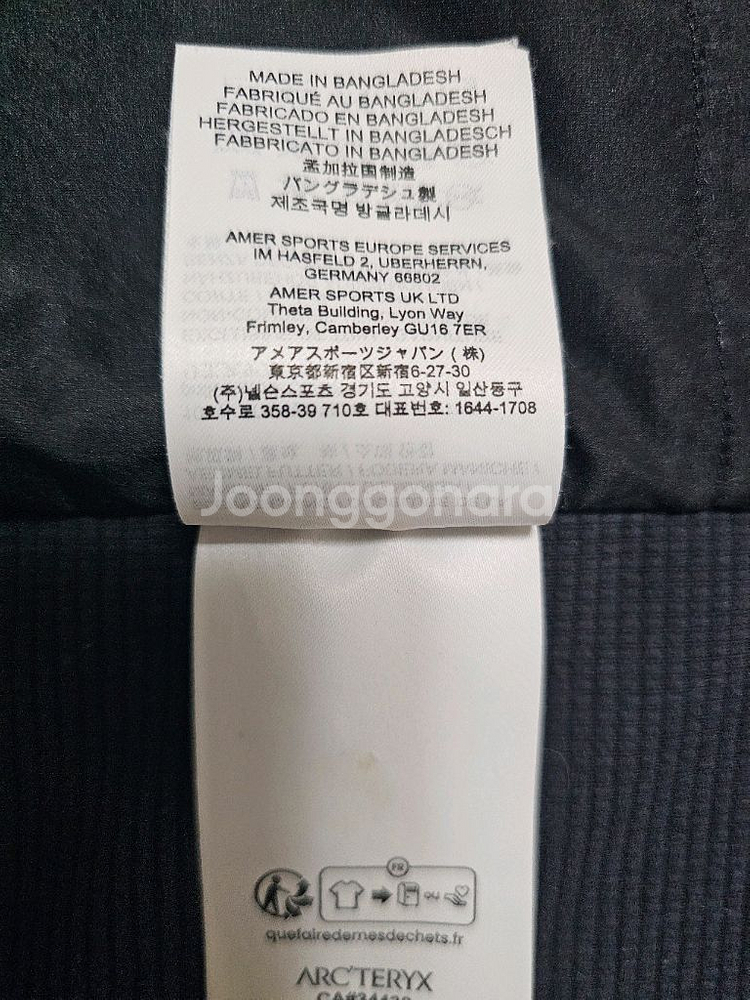 MADE IN BANGLADESH
FABRIQUÉ AU BANGLADESH
FABRICADO EN BANGLADESH
HERGESTELLT IN BANGLADESCH
FABBRICATO IN BANGLADESH
孟加拉国制造
バングラデシュ製
제조국명 방글라데시
AMER SPORTS EUROPE SERVICES
IM HASFELD 2, UBERHERRN,
GERMANY 66802
AMER SPORTS UK LTD
Theta Building, Lyon Way
Frimley, Camberley GU16 7ER
アメアスポーツジャパン (株)
東京都新宿区新宿6-27-30
(주)넬슨스포츠 경기도 고양시 일산동구
호수로 358-39 710호 대표번호: 1644-1708
Joonggonara
FR
ou
quefairedemesdechets.fr
ARC'TERYX